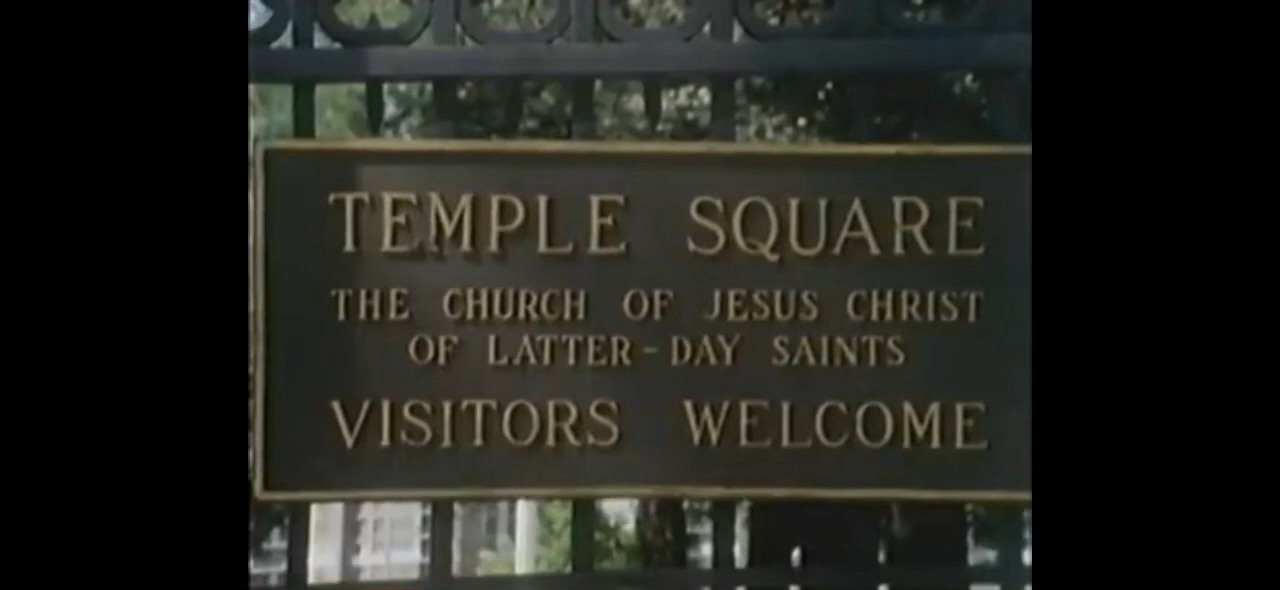 TEMPLE SQUARE
THE CHURCH OF JESUS CHRIST
OF LATTER-DAY SAINTS
VISITORS WELCOME